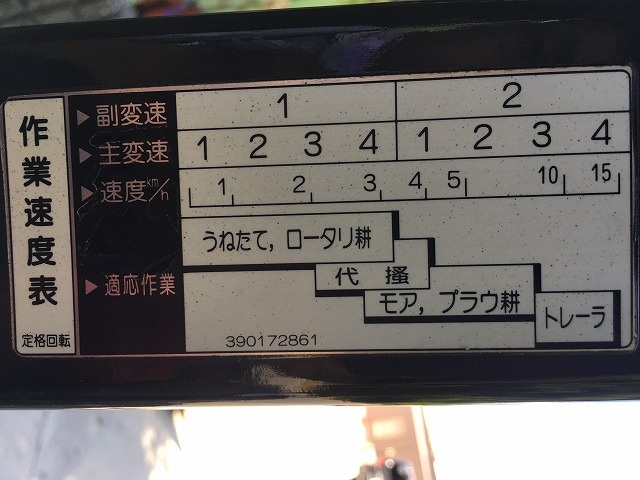 作業速度表
定格回転
▶副変速 1 2
▶主変速 1 2 3 4 1 2 3 4
▶速度km/h 1 2 3 4 5 10 15
▶適応作業
うねたて，ロータリ耕
代掻
モア，プラウ耕
トレーラ
390172861